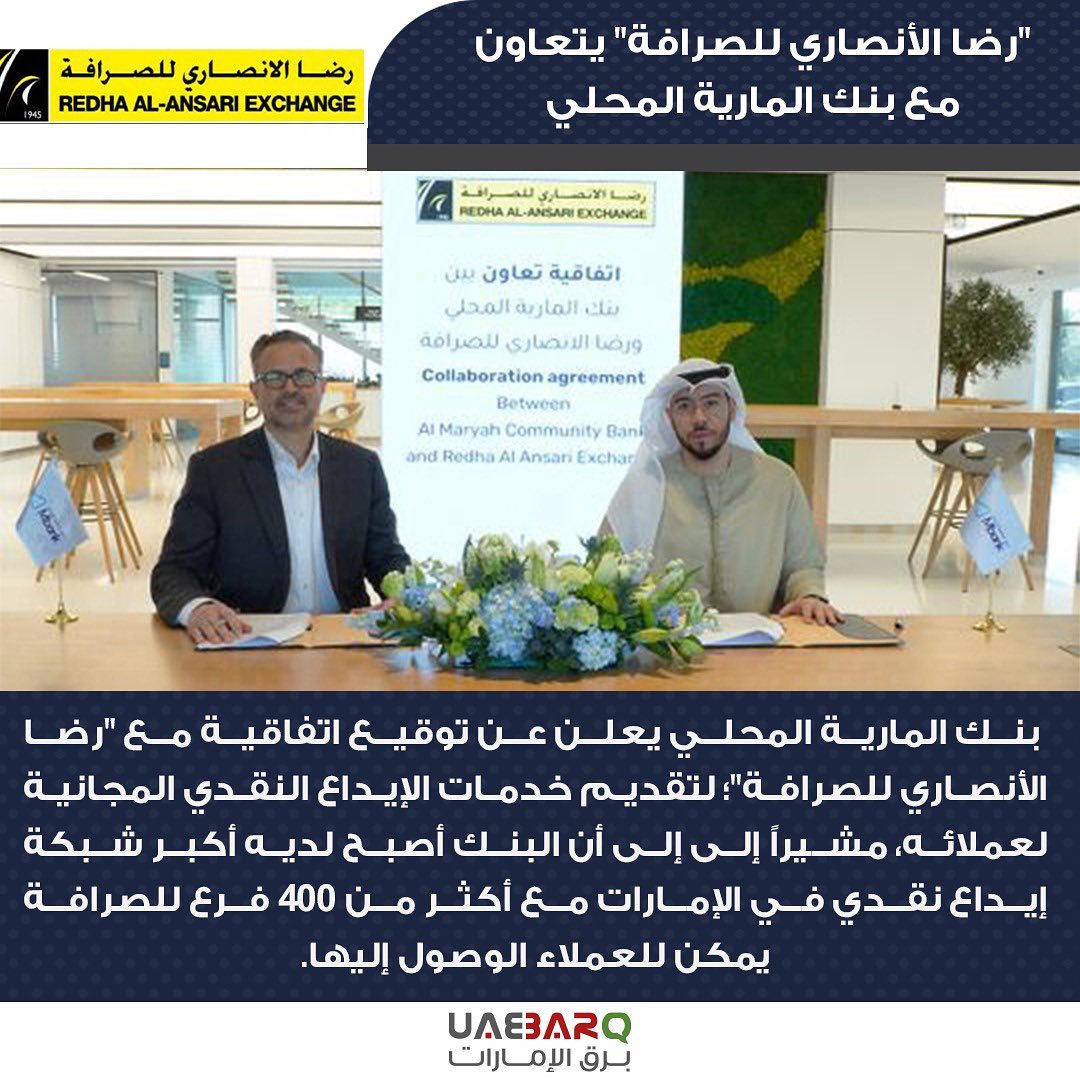 "رضا الأنصاري للصرافة" يتعاون
مع بنك المارية المحلي
رضا الانصاري للصرافة
REDHA AL-ANSARI EXCHANGE
1945
رضا الانصاري للصرافة
REDHA AL-ANSARI EXCHANGE
اتفاقية تعاون بين
بنك المارية المحلي
ورضا الانصاري للصرافة
Collaboration agreement
Between
Al Maryah Community Bank
and Redha Al Ansari
Mbank
Mbank
بنك المارية المحلي يعلن عن توقيع اتفاقية مع "رضا
الأنصاري للصرافة"؛ لتقديم خدمات الإيداع النقدي المجانية
لعملائه، مشيراً إلى إلى أن البنك أصبح لديه أكبر شبكة
إيداع نقدي في الإمارات مع أكثر من 400 فرع للصرافة
يمكن للعملاء الوصول إليها.
UAEBARQ
برق الإمارات